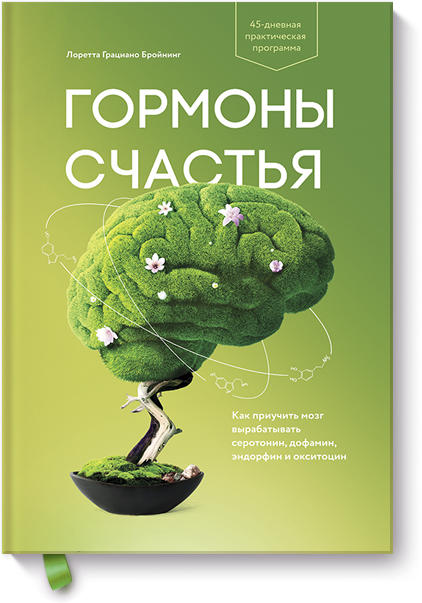 45-дневная
практическая
программа
Лоретта Грациано Бройнинг
ГОРМОНЫ
СЧАСТЬЯ
Как приучить мозг
вырабатывать
серотонин, дофамин,
эндорфин и окситоцин